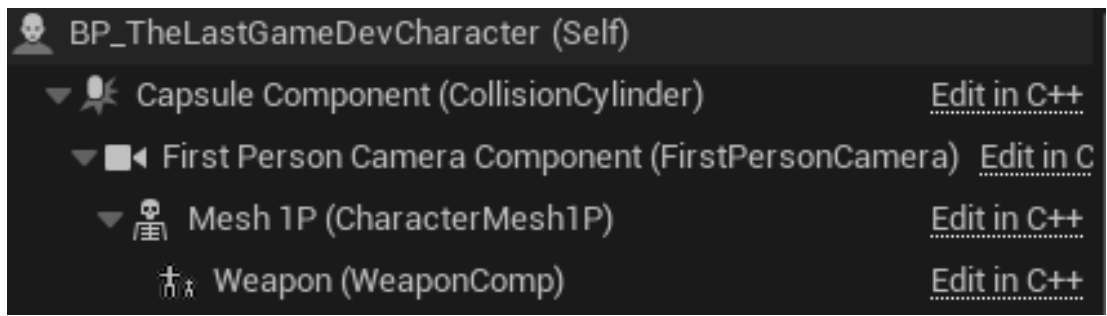 BP_TheLastGameDevCharacter (Self)
Capsule Component (CollisionCylinder) Edit in C++
First Person Camera Component (FirstPersonCamera) Edit in C
Mesh 1P (CharacterMesh1P) Edit in C++
Weapon (WeaponComp) Edit in C++